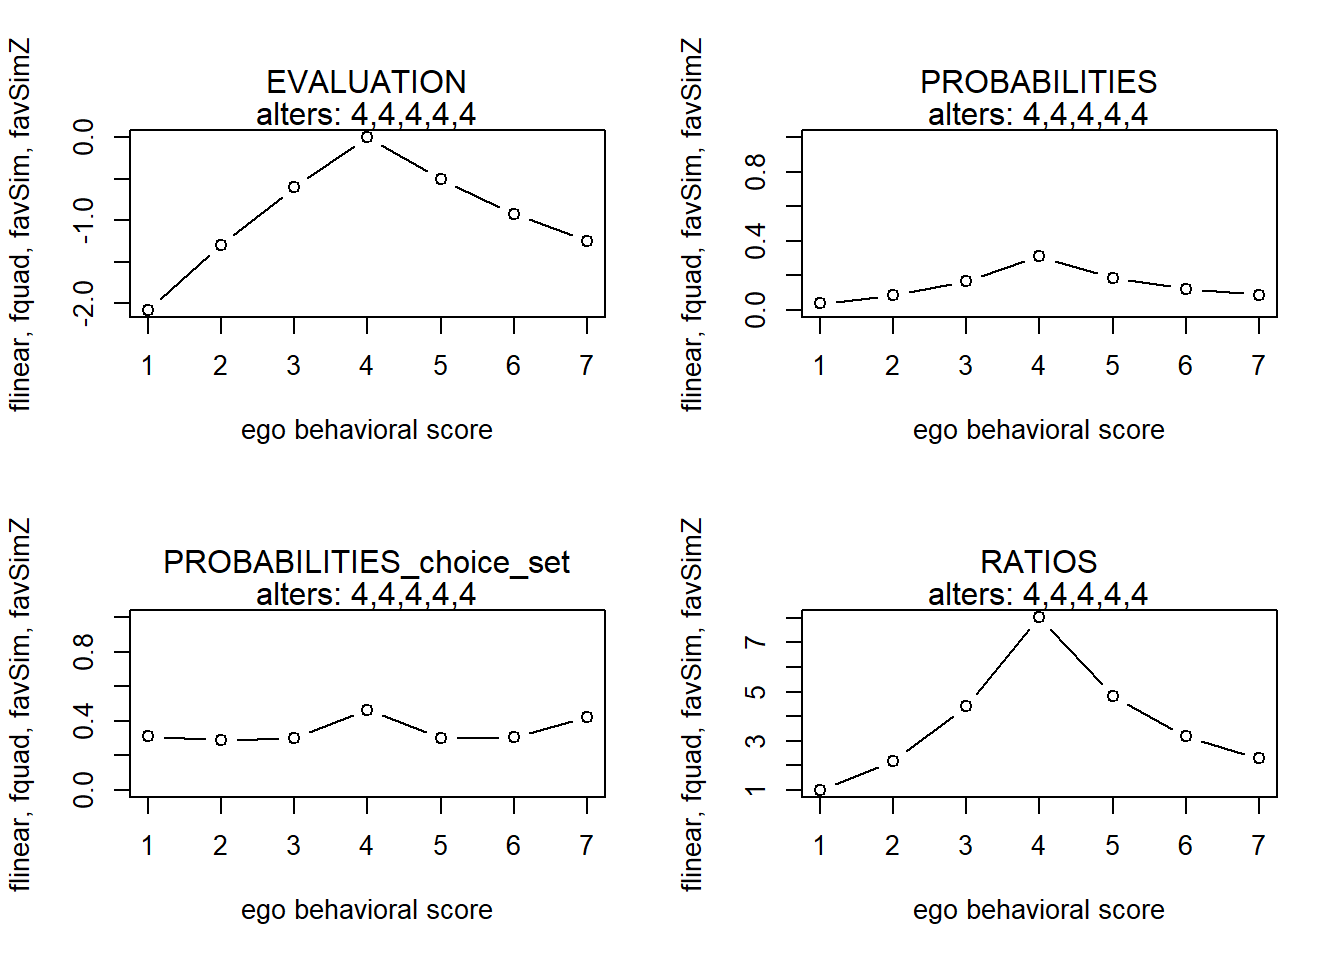 EVALUATION
alters: 4,4,4,4,4
flinear, fquad, favSim, favSimZ
0.0
-1.0
-2.0
1 2 3 4 5 6 7
ego behavioral score
PROBABILITIES
alters: 4,4,4,4,4
flinear, fquad, favSim, favSimZ
0.8
0.4
0.0
1 2 3 4 5 6 7
ego behavioral score
PROBABILITIES_choice_set
alters: 4,4,4,4,4
flinear, fquad, favSim, favSimZ
0.8
0.4
0.0
1 2 3 4 5 6 7
ego behavioral score
RATIOS
alters: 4,4,4,4,4
flinear, fquad, favSim, favSimZ
7
5
3
1
1 2 3 4 5 6 7
ego behavioral score